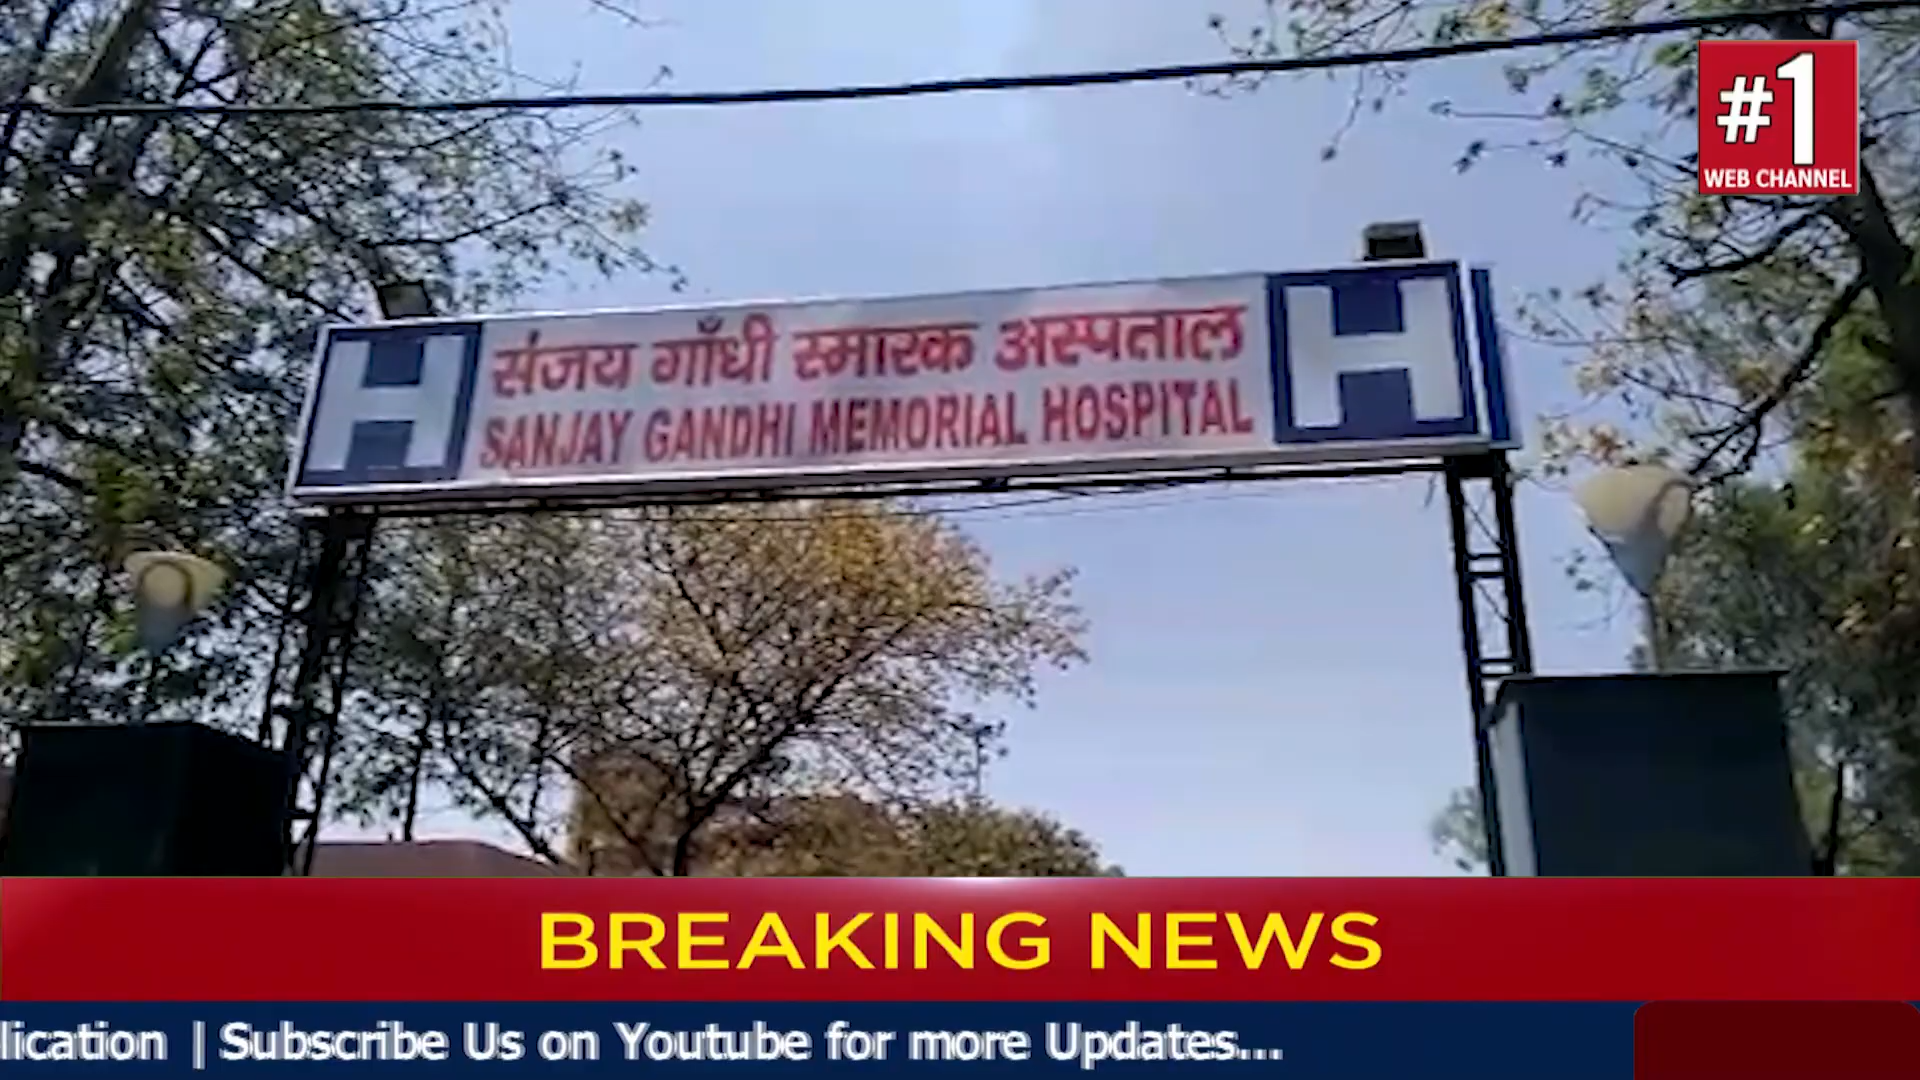 #1
WEB CHANNEL
H
संजय गाँधी स्मारक अस्पताल
SANJAY GANDHI MEMORIAL HOSPITAL
H
BREAKING NEWS
lication | Subscribe Us on Youtube for more Updates...